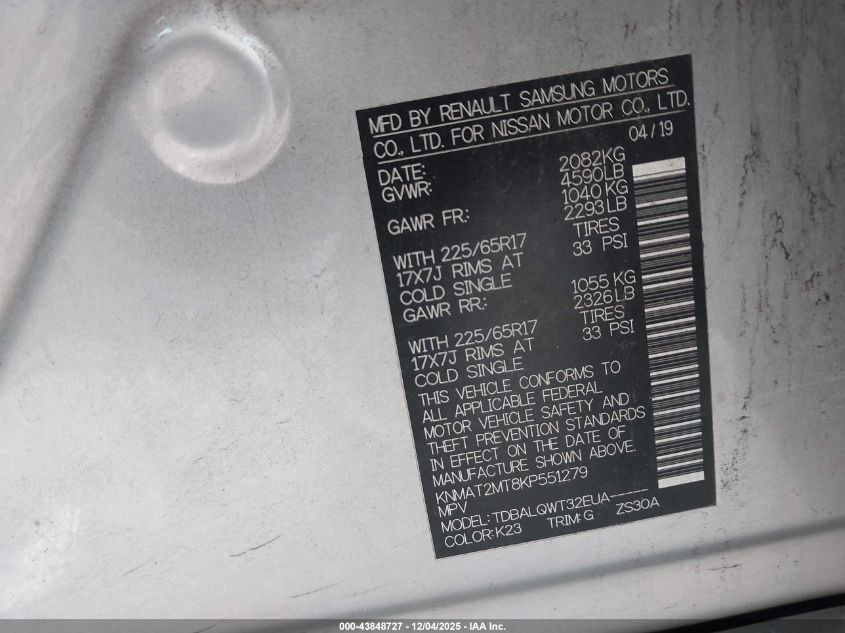 MFD BY RENAULT SAMSUNG MOTORS
CO., LTD. FOR NISSAN MOTOR CO., LTD.
DATE: 04/19
GVWR: 2082KG
4590LB
GAWR FR: 1040KG
2293LB
WITH 225/65R17 TIRES
17X7J RIMS AT 33 PSI
COLD SINGLE
GAWR RR: 1055KG
2326LB
WITH 225/65R17 TIRES
17X7J RIMS AT 33 PSI
COLD SINGLE
THIS VEHICLE CONFORMS TO
ALL APPLICABLE FEDERAL
MOTOR VEHICLE SAFETY AND
THEFT PREVENTION STANDARDS
IN EFFECT ON THE DATE OF
MANUFACTURE SHOWN ABOVE.
KNMAT2MT8KP551279
MPV
MODEL: TDBALQWT32EUA-----
COLOR: K23 TRIM: G ZS30A
000-43848727 - 12/04/2025 - IAA Inc.